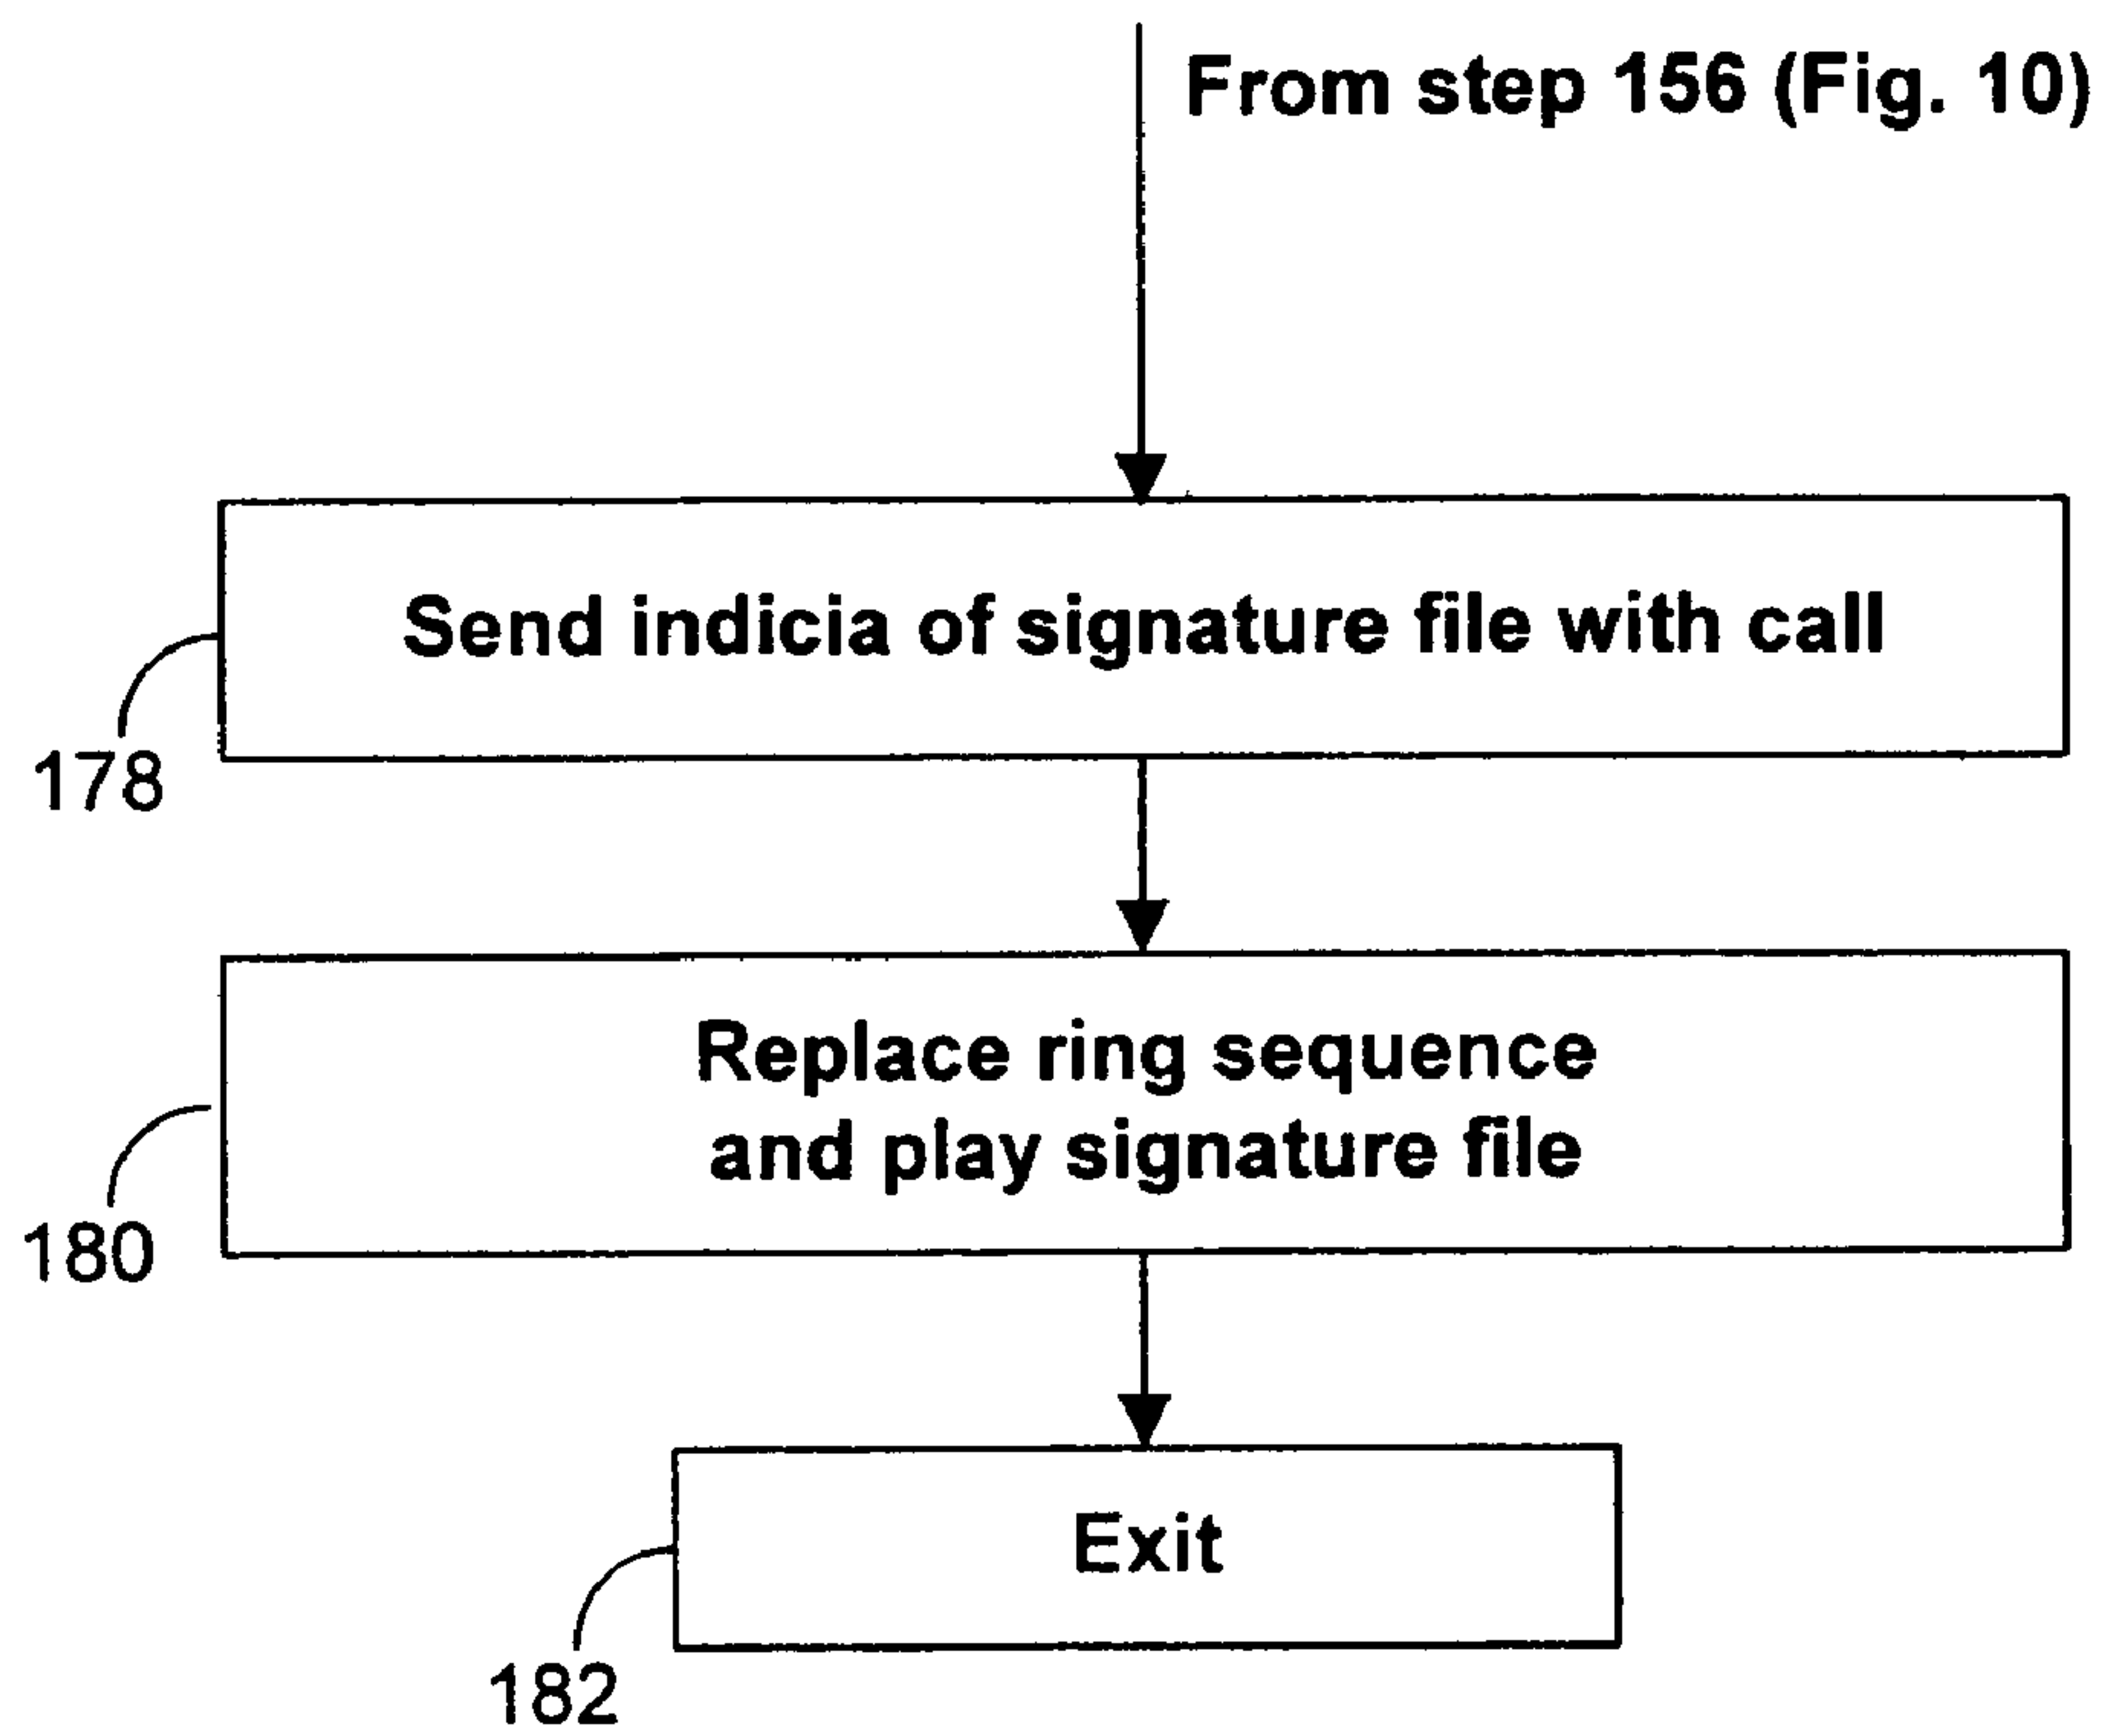 From step 156 (Fig. 10)
Send indicia of signature file with call
178
Replace ring sequence
and play signature file
180
Exit
182